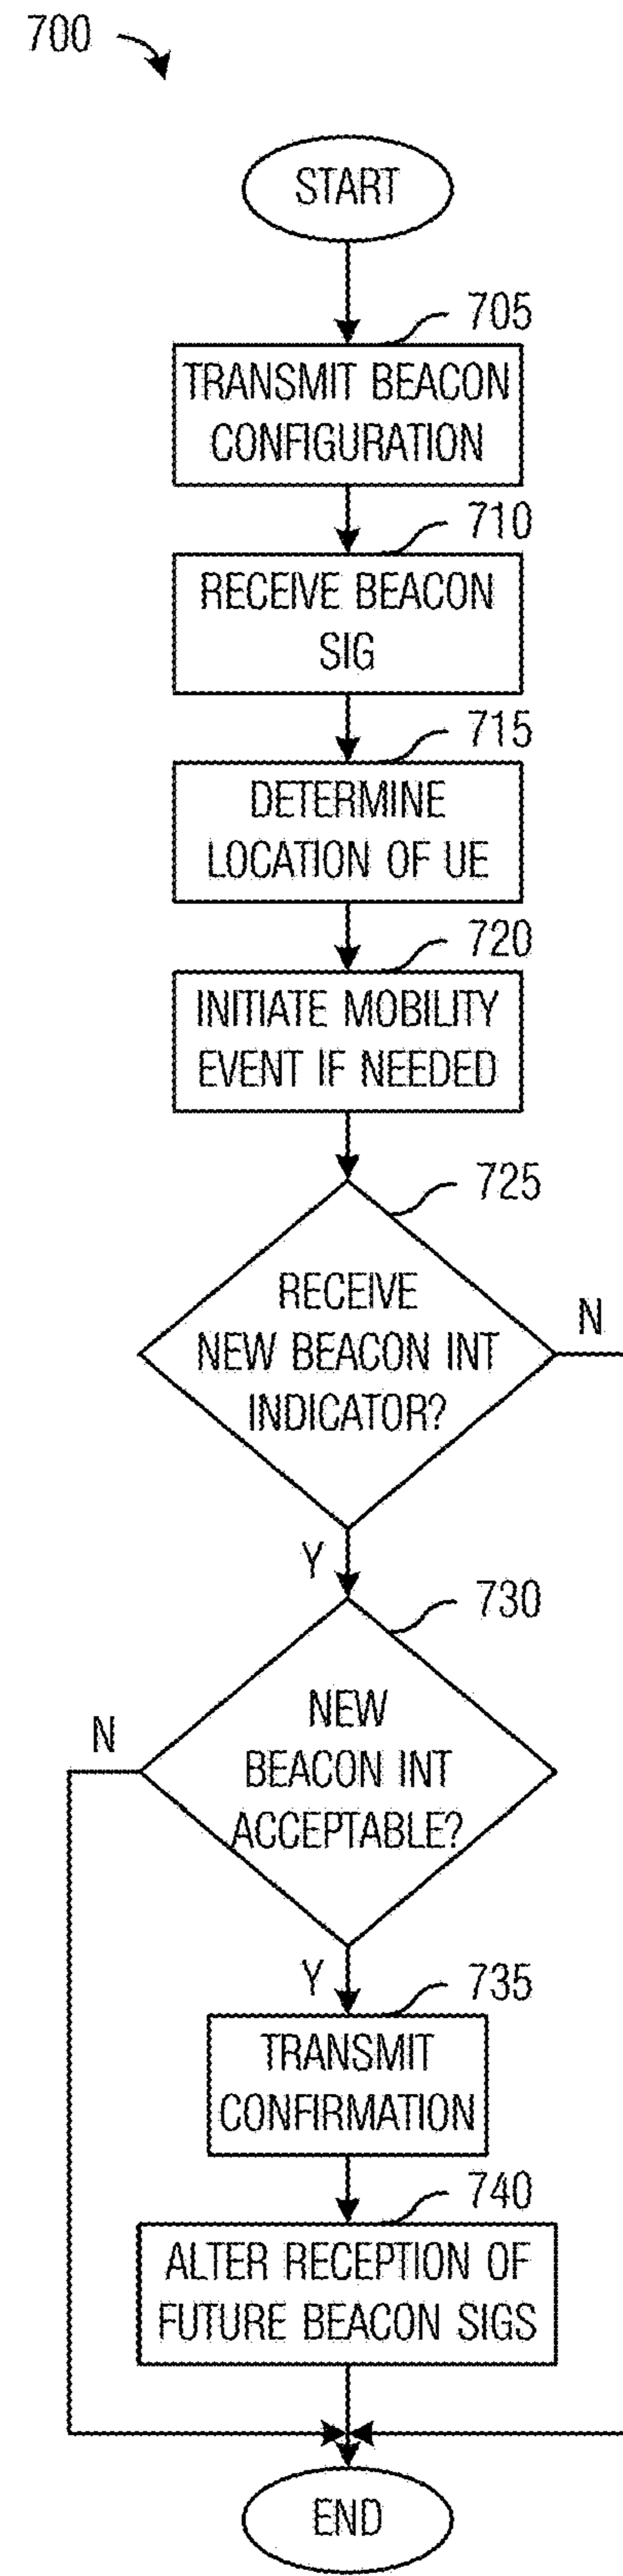 700
START
705
TRANSMIT BEACON
CONFIGURATION
710
RECEIVE BEACON
SIG
715
DETERMINE
LOCATION OF UE
720
INITIATE MOBILITY
EVENT IF NEEDED
725
RECEIVE
NEW BEACON INT
INDICATOR?
N
Y
730
NEW
BEACON INT
ACCEPTABLE?
N
Y
735
TRANSMIT
CONFIRMATION
740
ALTER RECEPTION OF
FUTURE BEACON SIGS
END